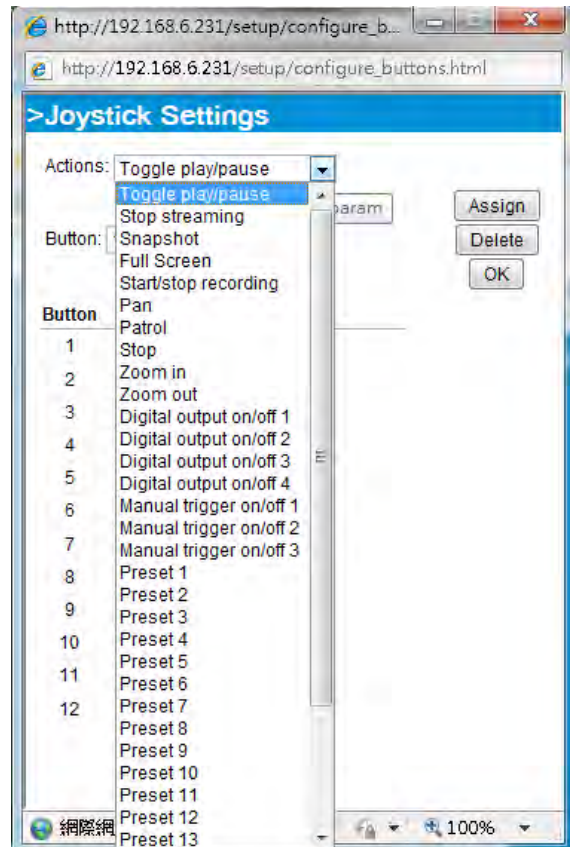 http://192.168.6.231/setup/configure_b...
http://192.168.6.231/setup/configure_buttons.html
>Joystick Settings
Actions: Toggle play/pause
Toggle play/pause
param
Assign
Stop streaming
Button:
Snapshot
Delete
Full Screen
OK
Start/stop recording
Button
Pan
Patrol
1
Stop
2
Zoom in
Zoom out
3
Digital output on/off 1
4
Digital output on/off 2
Digital output on/off 3
5
Digital output on/off 4
6
Manual trigger on/off 1
Manual trigger on/off 2
7
Manual trigger on/off 3
8
Preset 1
Preset 2
9
Preset 3
10
Preset 4
Preset 5
11
Preset 6
12
Preset 7
Preset 8
Preset 9
Preset 10
Preset 11
Preset 12
網際網
100%
Preset 13